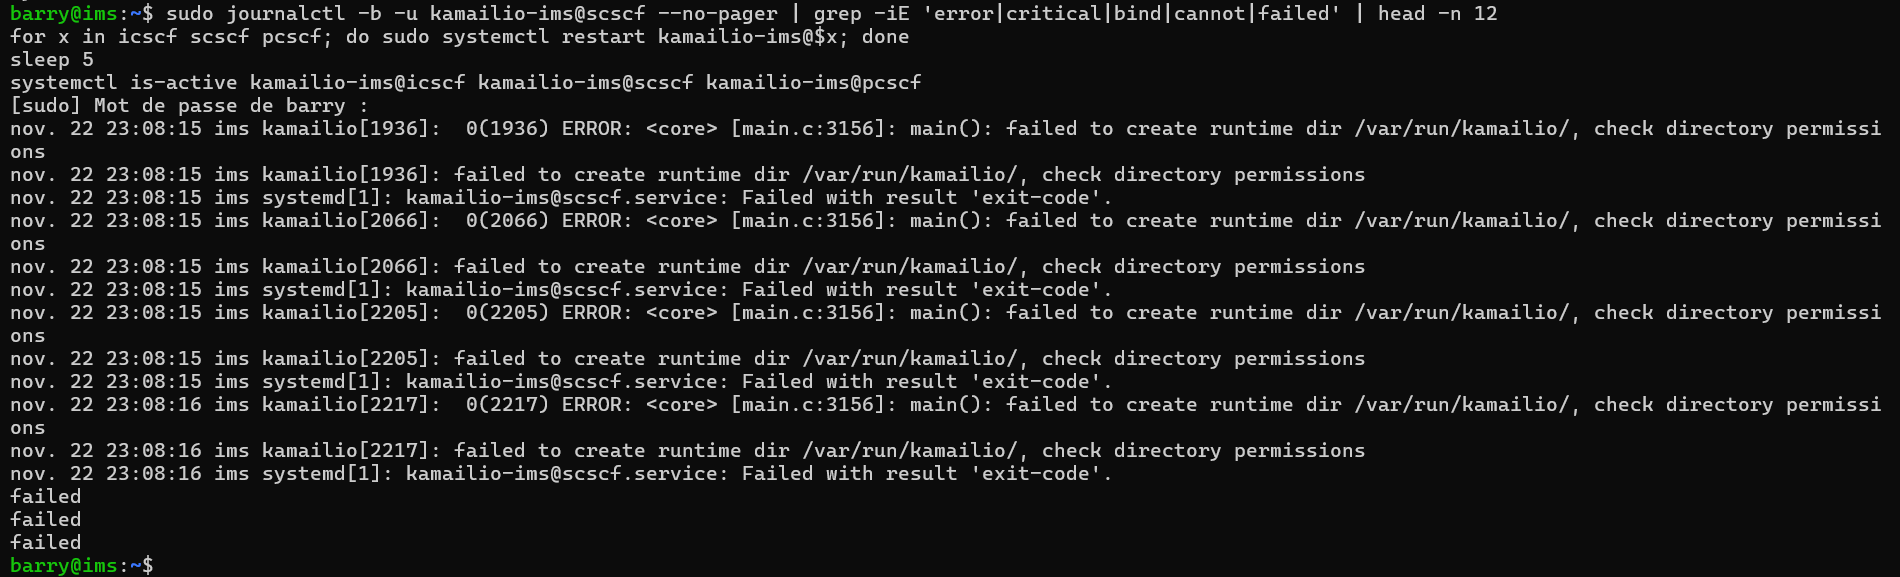 barry@ims:~$ sudo journalctl -b -u kamailio-ims@scscf --no-pager | grep -iE 'error|critical|bind|cannot|failed' | head -n 12
for x in icscf scscf pcscf; do sudo systemctl restart kamailio-ims@$x; done
sleep 5
systemctl is-active kamailio-ims@icscf kamailio-ims@scscf kamailio-ims@pcscf
[sudo] Mot de passe de barry :
nov. 22 23:08:15 ims kamailio[1936]:  0(1936) ERROR: <core> [main.c:3156]: main(): failed to create runtime dir /var/run/kamailio/, check directory permissi
ons
nov. 22 23:08:15 ims kamailio[1936]: failed to create runtime dir /var/run/kamailio/, check directory permissions
nov. 22 23:08:15 ims systemd[1]: kamailio-ims@scscf.service: Failed with result 'exit-code'.
nov. 22 23:08:15 ims kamailio[2066]:  0(2066) ERROR: <core> [main.c:3156]: main(): failed to create runtime dir /var/run/kamailio/, check directory permissi
ons
nov. 22 23:08:15 ims kamailio[2066]: failed to create runtime dir /var/run/kamailio/, check directory permissions
nov. 22 23:08:15 ims systemd[1]: kamailio-ims@scscf.service: Failed with result 'exit-code'.
nov. 22 23:08:15 ims kamailio[2205]:  0(2205) ERROR: <core> [main.c:3156]: main(): failed to create runtime dir /var/run/kamailio/, check directory permissi
ons
nov. 22 23:08:15 ims kamailio[2205]: failed to create runtime dir /var/run/kamailio/, check directory permissions
nov. 22 23:08:15 ims systemd[1]: kamailio-ims@scscf.service: Failed with result 'exit-code'.
nov. 22 23:08:16 ims kamailio[2217]:  0(2217) ERROR: <core> [main.c:3156]: main(): failed to create runtime dir /var/run/kamailio/, check directory permissi
ons
nov. 22 23:08:16 ims kamailio[2217]: failed to create runtime dir /var/run/kamailio/, check directory permissions
nov. 22 23:08:16 ims systemd[1]: kamailio-ims@scscf.service: Failed with result 'exit-code'.
failed
failed
failed
barry@ims:~$